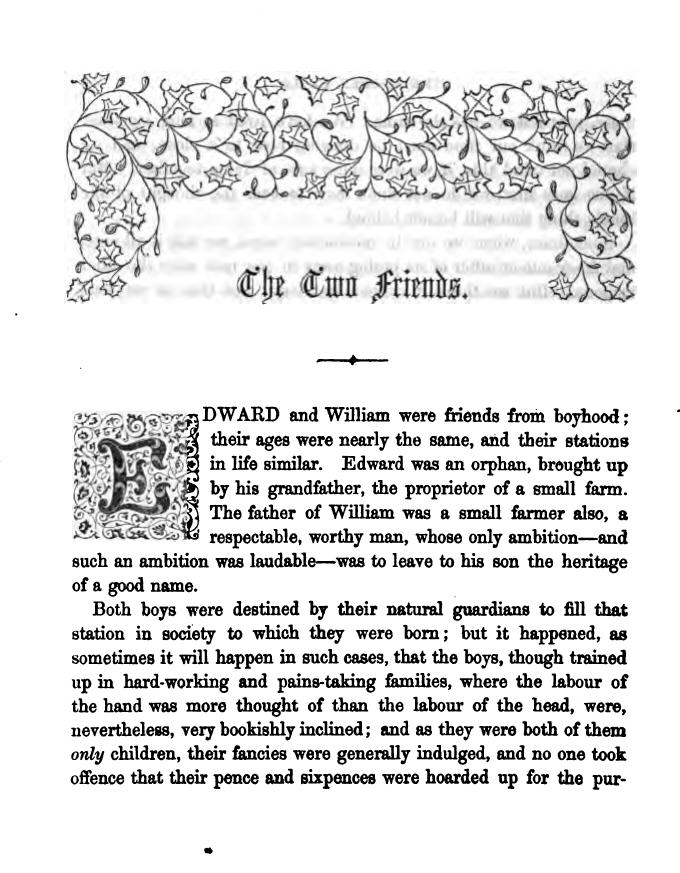 The Two Friends.
EDWARD and William were friends from boyhood;
their ages were nearly the same, and their stations
in life similar. Edward was an orphan, brought up
by his grandfather, the proprietor of a small farm.
The father of William was a small farmer also, a
respectable, worthy man, whose only ambition—and
such an ambition was laudable—was to leave to his son the heritage
of a good name.
Both boys were destined by their natural guardians to fill that
station in society to which they were born; but it happened, as
sometimes it will happen in such cases, that the boys, though trained
up in hard-working and pains-taking families, where the labour of
the hand was more thought of than the labour of the head, were,
nevertheless, very bookishly inclined; and as they were both of them
only children, their fancies were generally indulged, and no one took
offence that their pence and sixpences were hoarded up for the pur-